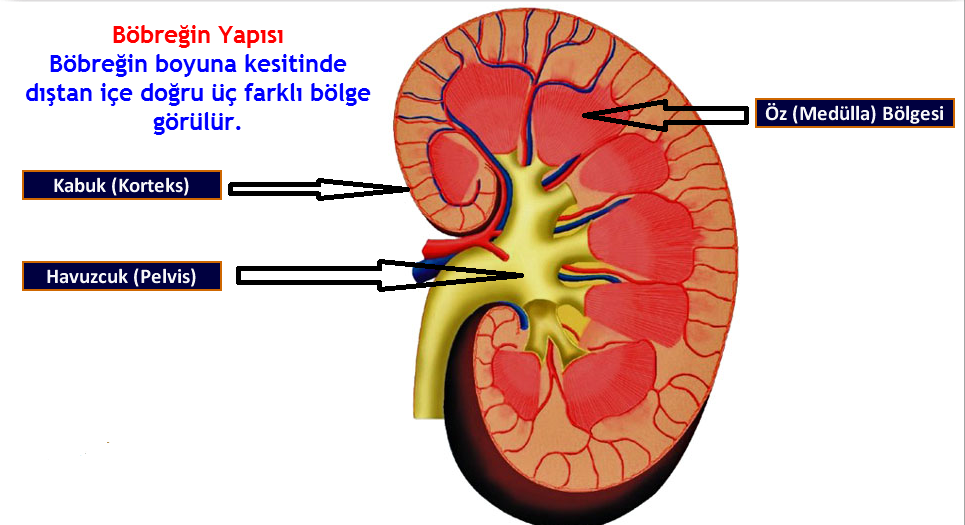 Böbreğin Yapısı
Böbreğin boyuna kesitinde
dıştan içe doğru üç farklı bölge
görülür.
Öz (Medülla) Bölgesi
Kabuk (Korteks)
Havuzcuk (Pelvis)